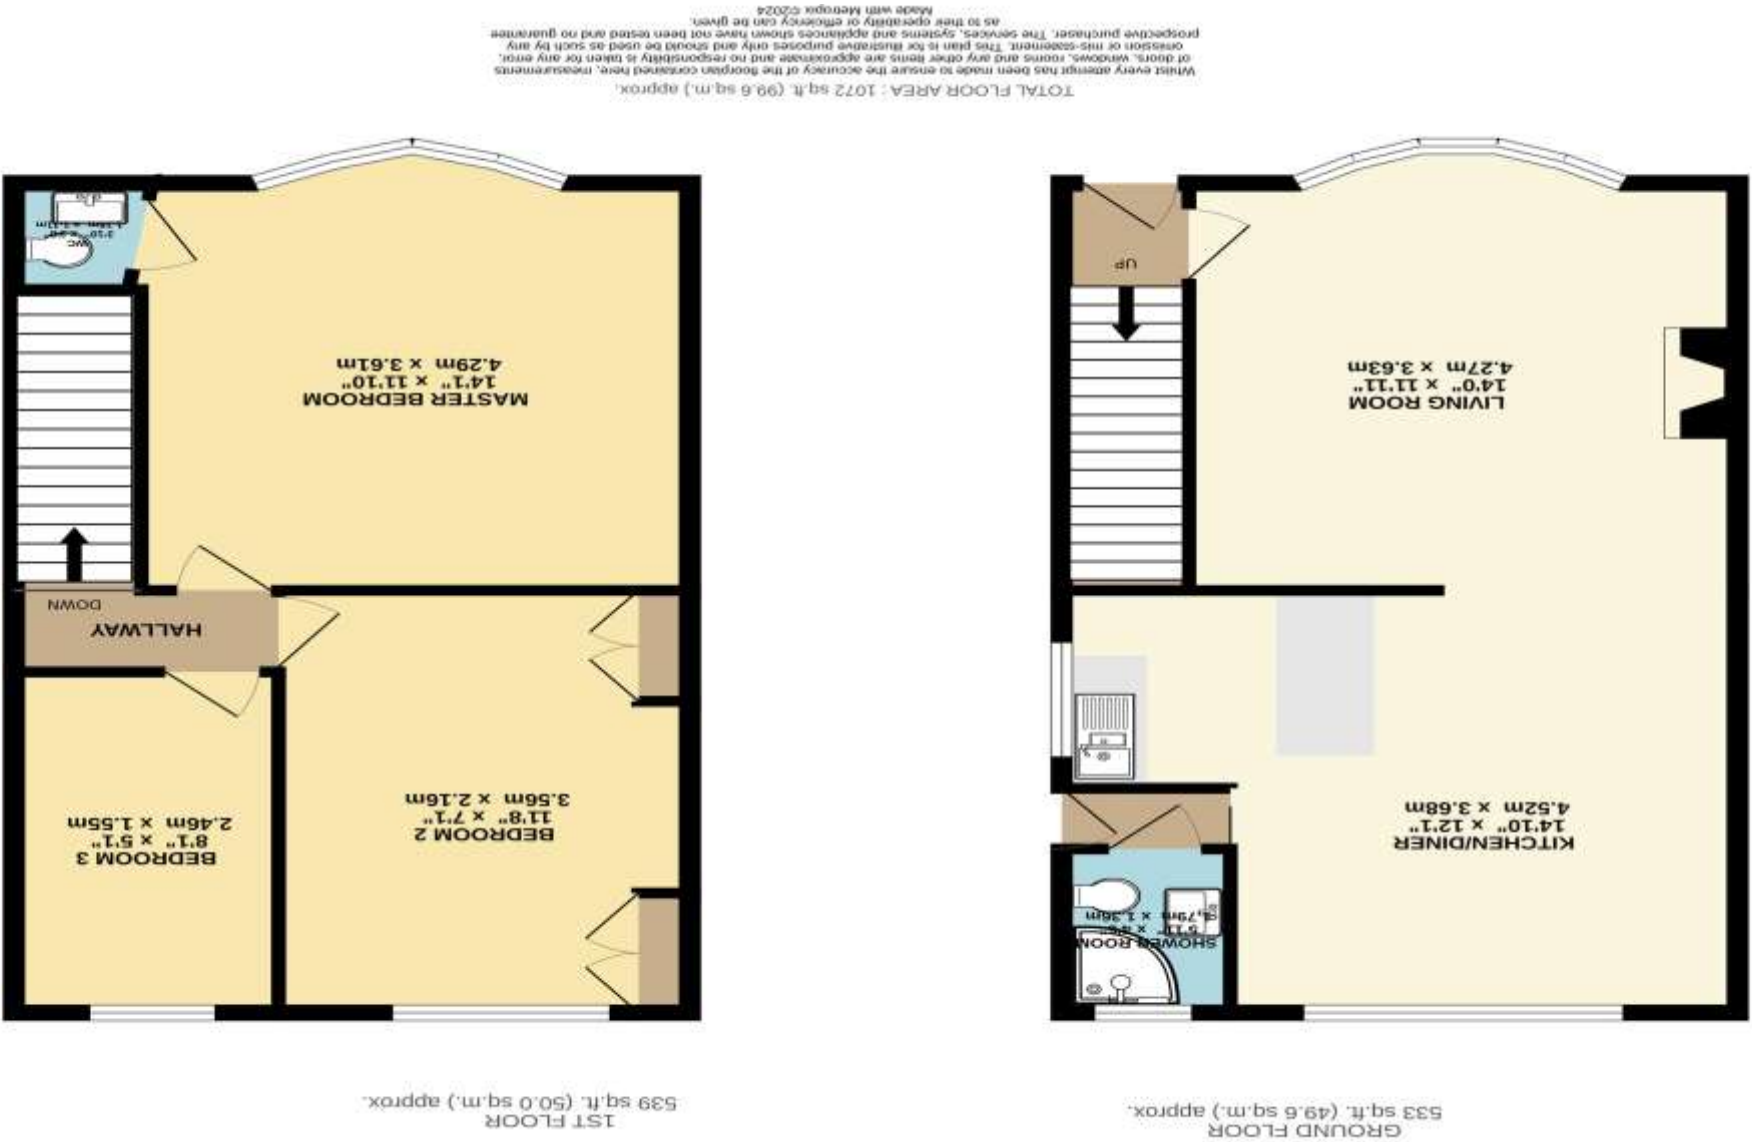 GROUND FLOOR
533 sq.ft. (49.6 sq.m.) approx.
SHOWER ROOM
5'11" x 4'6"
1.79m x 1.36m
KITCHEN/DINER
14'10" x 12'1"
4.52m x 3.68m
LIVING ROOM
14'0" x 11'11"
4.27m x 3.63m
UP
1ST FLOOR
539 sq.ft. (50.0 sq.m.) approx.
BEDROOM 3
8'1" x 5'1"
2.46m x 1.55m
BEDROOM 2
11'8" x 7'1"
3.56m x 2.16m
HALLWAY
DOWN
MASTER BEDROOM
14'1" x 11'10"
4.29m x 3.61m
WC
TOTAL FLOOR AREA : 1072 sq.ft. (99.6 sq.m.) approx.
Whilst every attempt has been made to ensure the accuracy of the floorplan contained here, measurements
of doors, windows, rooms and any other items are approximate and no responsibility is taken for any error,
omission or mis-statement. This plan is for illustrative purposes only and should be used as such by any
prospective purchaser. The services, systems and appliances shown have not been tested and no guarantee
as to their operability or efficiency can be given.
Made with Metropix ©2024